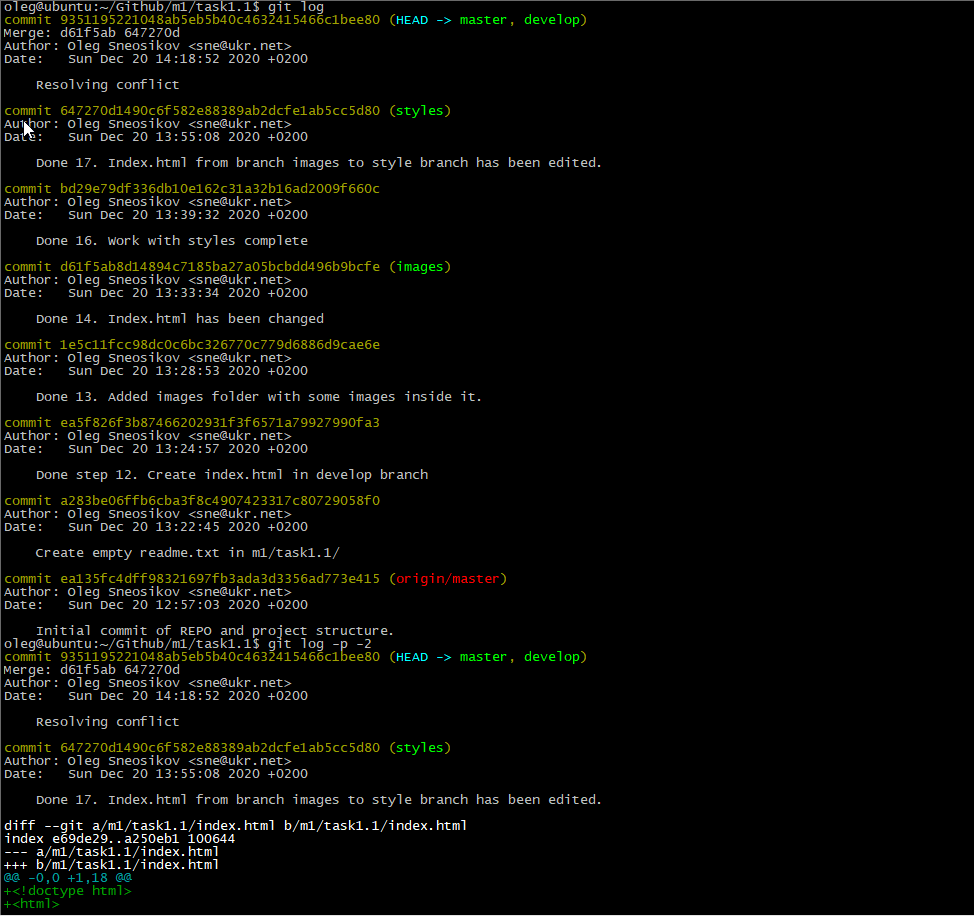 oleg@ubuntu:~/Github/m1/task1.1$ git log
commit 9351195221048ab5eb5b40c4632415466c1bee80 (HEAD -> master, develop)
Merge: d61f5ab 647270d
Author: Oleg Sneosikov <sne@ukr.net>
Date:   Sun Dec 20 14:18:52 2020 +0200
    Resolving conflict
commit 647270d1490c6f582e88389ab2dcfe1ab5cc5d80 (styles)
Author: Oleg Sneosikov <sne@ukr.net>
Date:   Sun Dec 20 13:55:08 2020 +0200
    Done 17. Index.html from branch images to style branch has been edited.
commit bd29e79df336db10e162c31a32b16ad2009f660c
Author: Oleg Sneosikov <sne@ukr.net>
Date:   Sun Dec 20 13:39:32 2020 +0200
    Done 16. Work with styles complete
commit d61f5ab8d14894c7185ba27a05bcbdd496b9bcfe (images)
Author: Oleg Sneosikov <sne@ukr.net>
Date:   Sun Dec 20 13:33:34 2020 +0200
    Done 14. Index.html has been changed
commit 1e5c11fcc98dc0c6bc326770c779d6886d9cae6e
Author: Oleg Sneosikov <sne@ukr.net>
Date:   Sun Dec 20 13:28:53 2020 +0200
    Done 13. Added images folder with some images inside it.
commit ea5f826f3b87466202931f3f6571a79927990fa3
Author: Oleg Sneosikov <sne@ukr.net>
Date:   Sun Dec 20 13:24:57 2020 +0200
    Done step 12. Create index.html in develop branch
commit a283be06ffb6cba3f8c4907423317c80729058f0
Author: Oleg Sneosikov <sne@ukr.net>
Date:   Sun Dec 20 13:22:45 2020 +0200
    Create empty readme.txt in m1/task1.1/
commit ea135fc4dff98321697fb3ada3d3356ad773e415 (origin/master)
Author: Oleg Sneosikov <sne@ukr.net>
Date:   Sun Dec 20 12:57:03 2020 +0200
    Initial commit of REPO and project structure.
oleg@ubuntu:~/Github/m1/task1.1$ git log -p -2
commit 9351195221048ab5eb5b40c4632415466c1bee80 (HEAD -> master, develop)
Merge: d61f5ab 647270d
Author: Oleg Sneosikov <sne@ukr.net>
Date:   Sun Dec 20 14:18:52 2020 +0200
    Resolving conflict
commit 647270d1490c6f582e88389ab2dcfe1ab5cc5d80 (styles)
Author: Oleg Sneosikov <sne@ukr.net>
Date:   Sun Dec 20 13:55:08 2020 +0200
    Done 17. Index.html from branch images to style branch has been edited.
diff --git a/m1/task1.1/index.html b/m1/task1.1/index.html
index e69de29..a250eb1 100644
--- a/m1/task1.1/index.html
+++ b/m1/task1.1/index.html
@@ -0,0 +1,18 @@
+<!doctype html>
+<html>